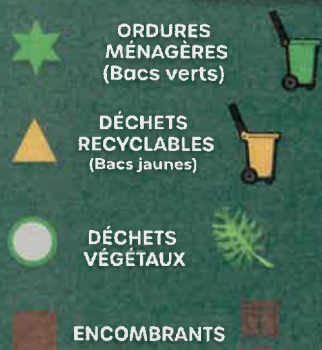 ORDURES
MÉNAGÈRES
(Bacs verts)
DÉCHETS
RECYCLABLES
(Bacs jaunes)
DÉCHETS
VÉGÉTAUX
ENCOMBRANTS